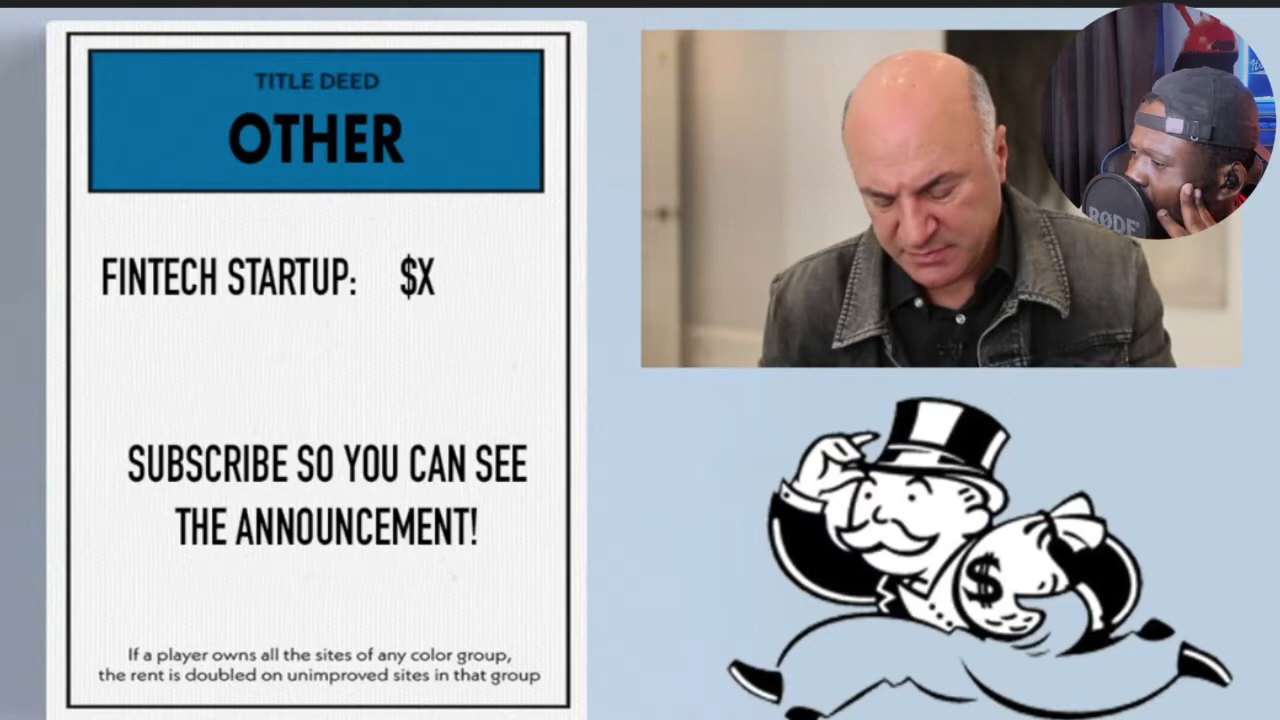 TITLE DEED
OTHER
FINTECH STARTUP: $X
SUBSCRIBE SO YOU CAN SEE
THE ANNOUNCEMENT!
If a player owns all the sites of any color group,
the rent is doubled on unimproved sites in that group
$
RØDE